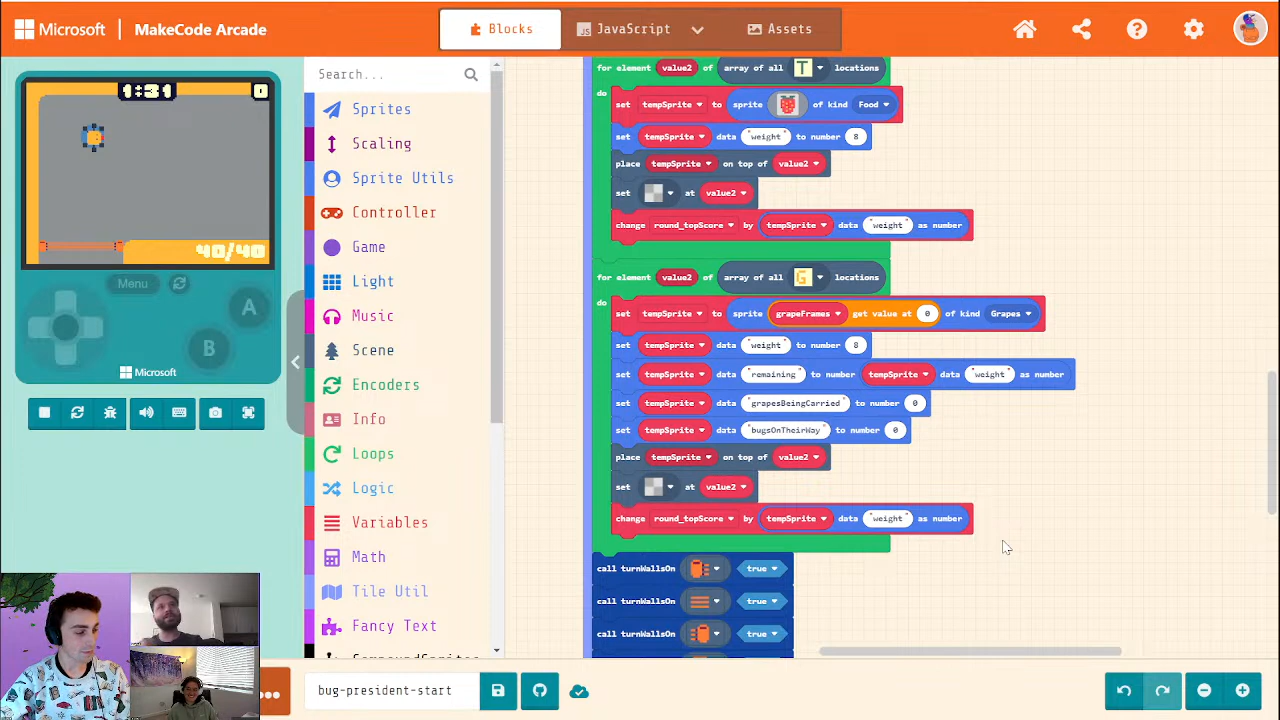 Microsoft
MakeCode Arcade
Blocks
JavaScript
Assets
1:31
0
40/40
Menu
A
B
Microsoft
Search...
Sprites
Scaling
Sprite Utils
Controller
Game
Light
Music
Scene
Encoders
Info
Loops
Logic
Variables
Math
Tile Util
Fancy Text
for element value2 of array of all T locations
do
set tempSprite to sprite of kind Food
set tempSprite data "weight" to number 8
place tempSprite on top of value2
set at value2
change round_topScore by tempSprite data "weight" as number
for element value2 of array of all G locations
do
set tempSprite to sprite grapeFrames get value at 0 of kind Grapes
set tempSprite data "weight" to number 8
set tempSprite data "remaining" to number tempSprite data "weight" as number
set tempSprite data "grapesBeingCarried" to number 0
set tempSprite data "bugsOnTheirWay" to number 0
place tempSprite on top of value2
set at value2
change round_topScore by tempSprite data "weight" as number
call turnWallsOn true
call turnWallsOn true
call turnWallsOn true
bug-president-start